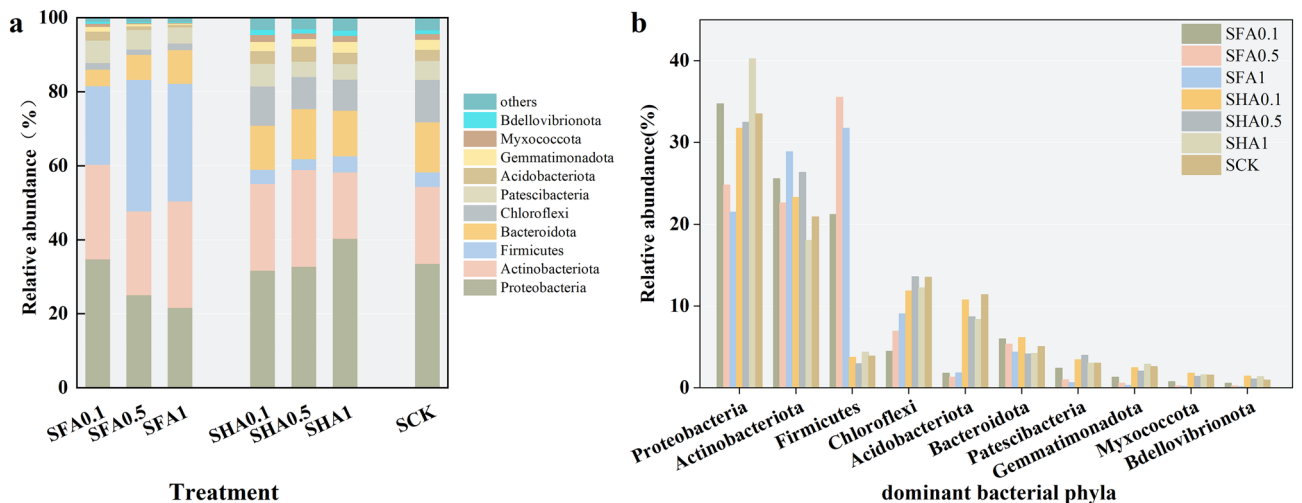 a
Relative abundance（%）
100
80
60
40
20
0
SFA0.1
SFA0.5
SFA1
SHA0.1
SHA0.5
SHA1
SCK
Treatment
others
Bdellovibrionota
Myxococcota
Gemmatimonadota
Acidobacteriota
Patescibacteria
Chloroflexi
Bacteroidota
Firmicutes
Actinobacteriota
Proteobacteria
b
Relative abundance(%)
40
30
20
10
0
SFA0.1
SFA0.5
SFA1
SHA0.1
SHA0.5
SHA1
SCK
Proteobacteria
Actinobacteriota
Firmicutes
Chloroflexi
Acidobacteriota
Bacteroidota
Patescibacteria
Gemmatimonadota
Myxococcota
Bdellovibrionota
dominant bacterial phyla